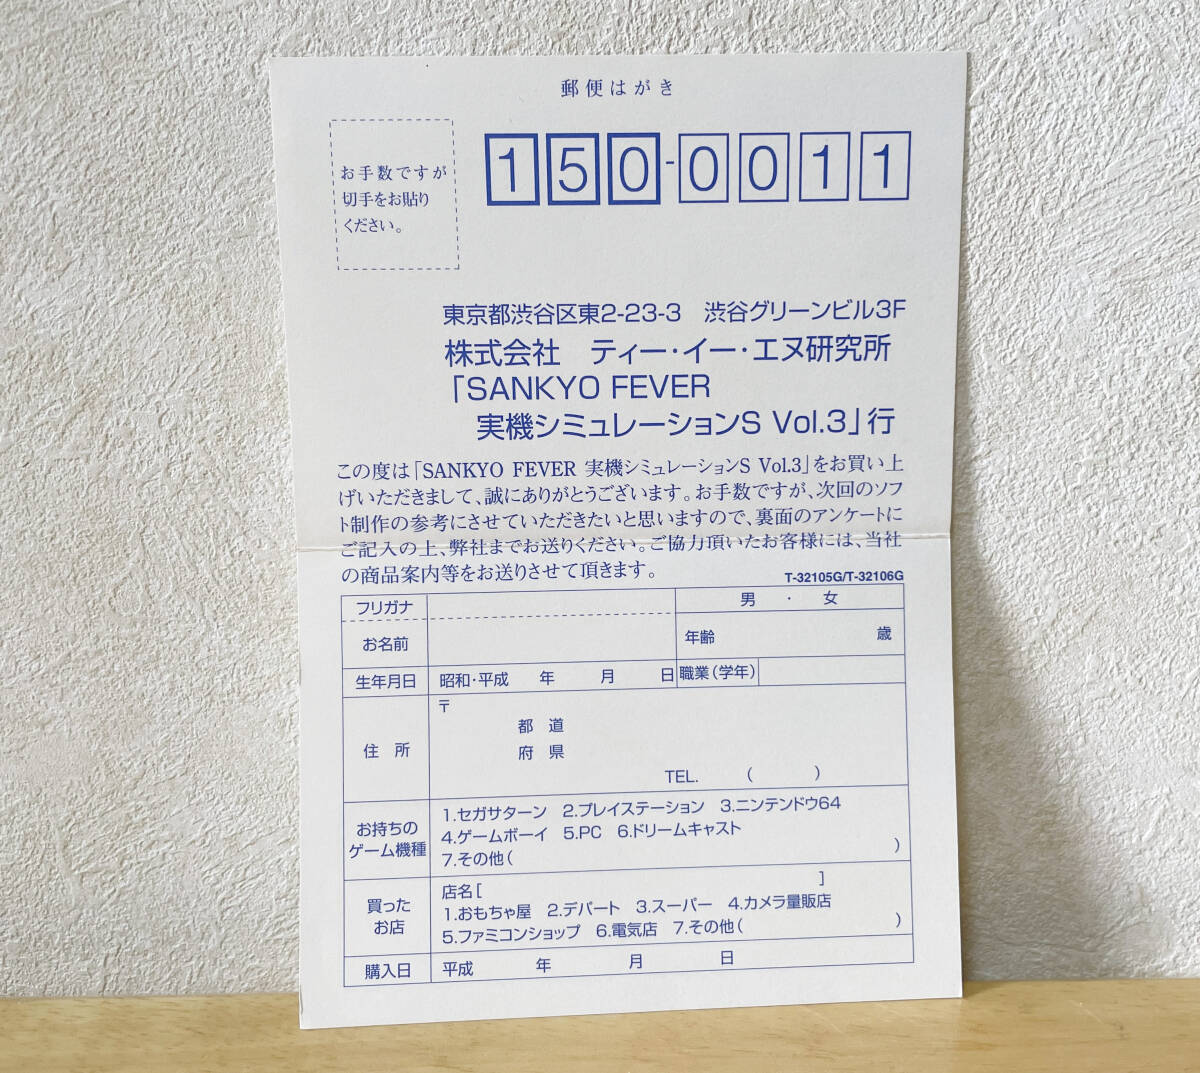 郵便はがき
お手数ですが
切手をお貼り
ください。
150-0011
東京都渋谷区東2-23-3　渋谷グリーンビル3F
株式会社　ティー・イー・エヌ研究所
「SANKYO FEVER
実機シミュレーションS Vol.3」行
この度は「SANKYO FEVER 実機シミュレーションS Vol.3」をお買い上
げいただきまして、誠にありがとうございます。お手数ですが、次回のソフ
ト制作の参考にさせていただきたいと思いますので、裏面のアンケートに
ご記入の上、弊社までお送りください。ご協力頂いたお客様には、当社
の商品案内等をお送りさせて頂きます。
T-32105G/T-32106G
フリガナ
男　・　女
お名前
年齢　歳
生年月日　昭和・平成　年　月　日　職業（学年）
住　所
〒
都　道
府　県
TEL.　（　）
お持ちの
ゲーム機種
1.セガサターン　2.プレイステーション　3.ニンテンドウ64
4.ゲームボーイ　5.PC　6.ドリームキャスト
7.その他（　）
買った
お店
店名［　］
1.おもちゃ屋　2.デパート　3.スーパー　4.カメラ量販店
5.ファミコンショップ　6.電気店　7.その他（　）
購入日　平成　年　月　日